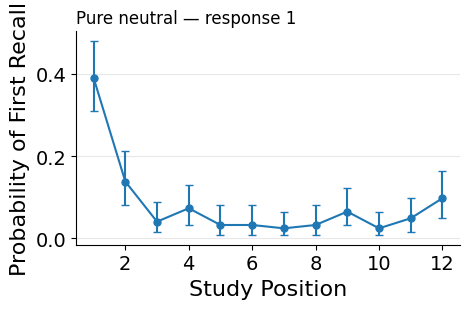 Pure neutral — response 1
Probability of First Recall
0.4
0.2
0.0
2 4 6 8 10 12
Study Position